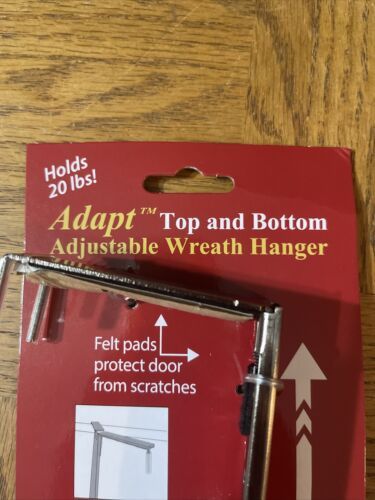 Holds
20 lbs!
Adapt™ Top and Bottom
Adjustable Wreath Hanger
Felt pads
protect door
from scratches